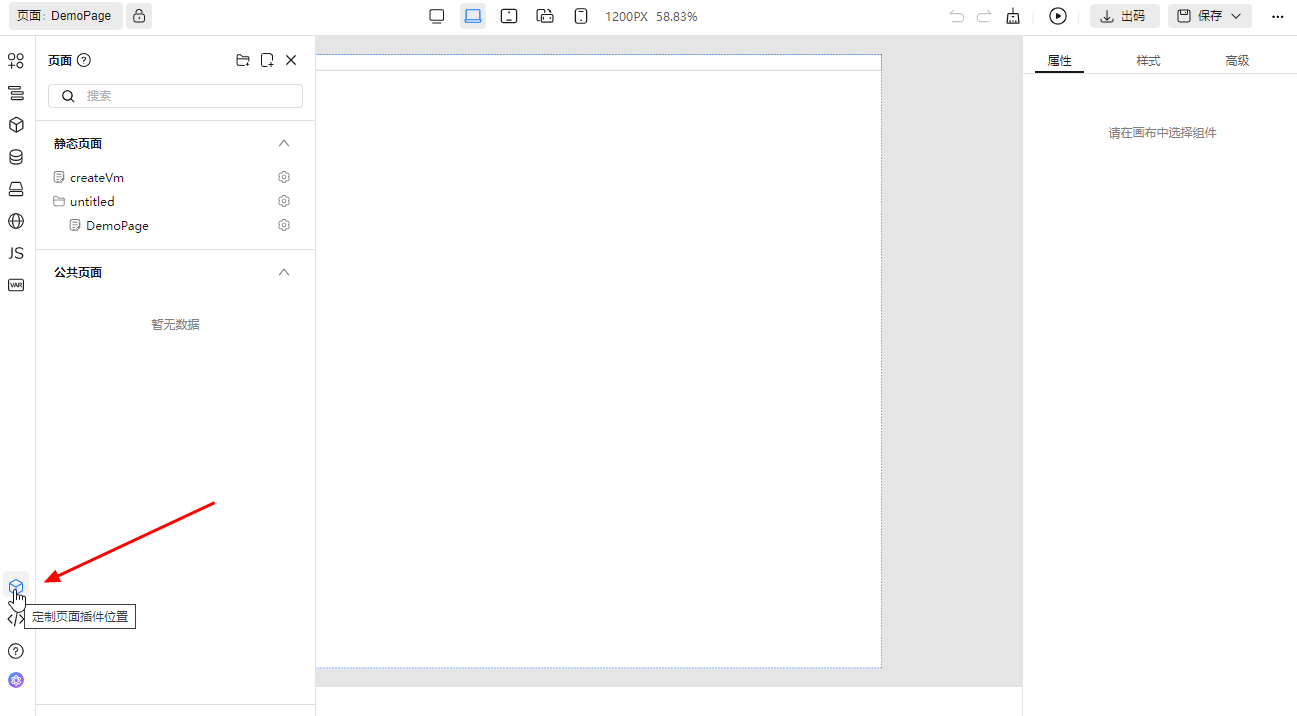 页面: DemoPage
1200PX 58.83%
出码
保存
页面
搜索
静态页面
createVm
untitled
DemoPage
公共页面
暂无数据
JS
VAR
定制页面插件位置
属性 样式 高级
请在画布中选择组件